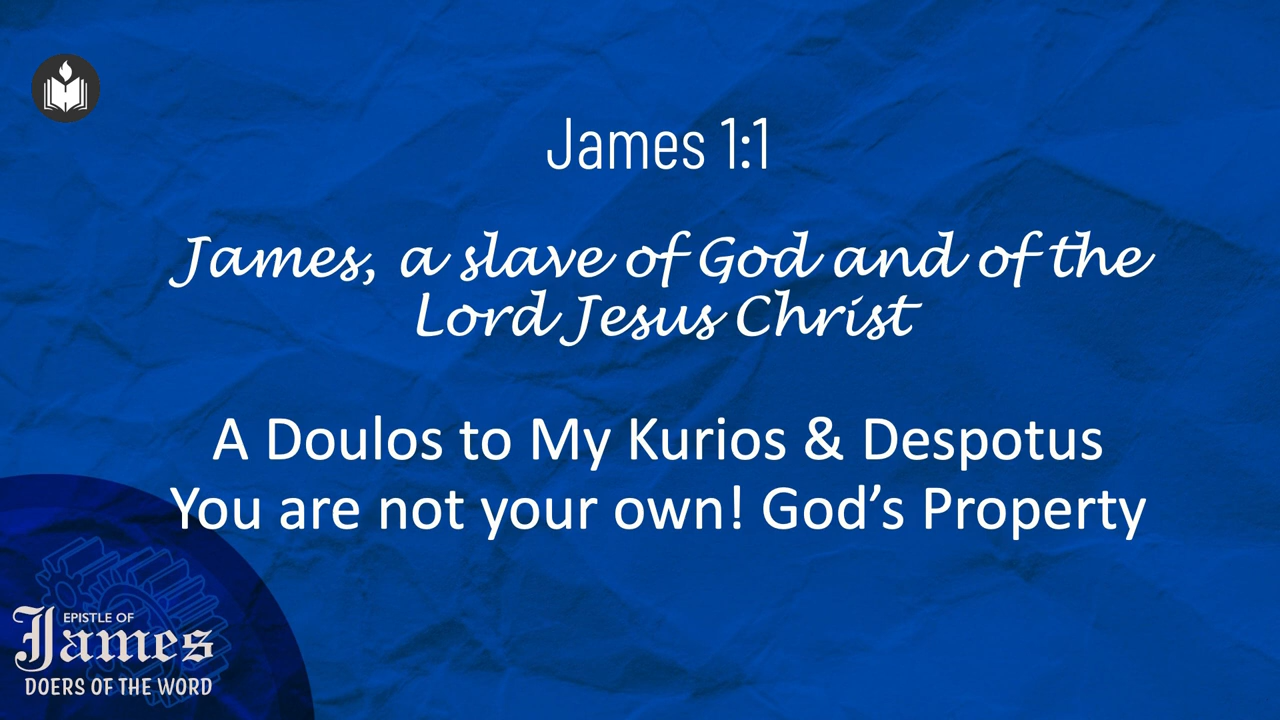 James 1:1
James, a slave of God and of the
Lord Jesus Christ
A Doulos to My Kurios & Despotus
You are not your own! God’s Property
EPISTLE OF
James
DOERS OF THE WORD